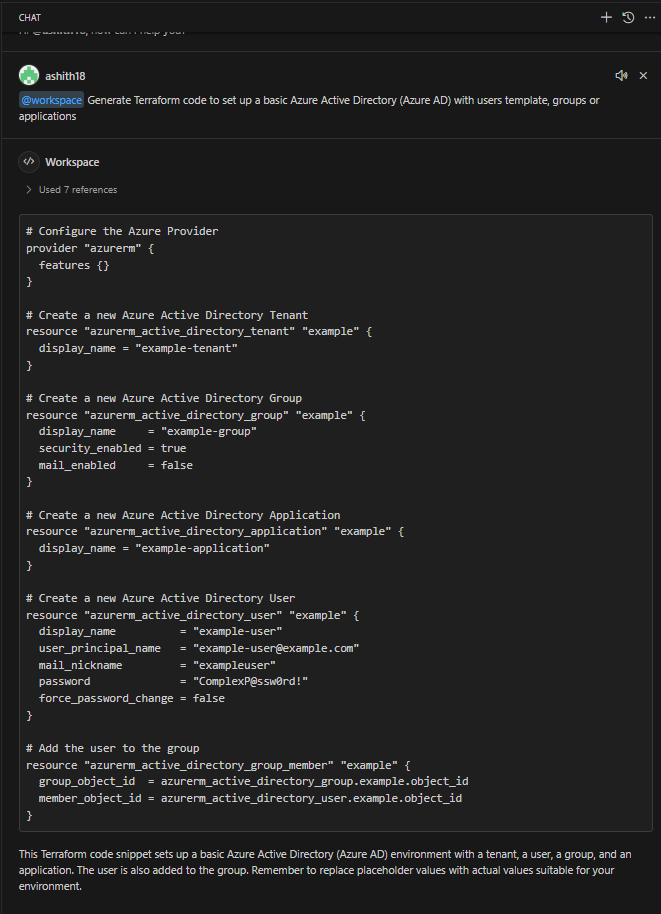 CHAT
ashith18
@workspace Generate Terraform code to set up a basic Azure Active Directory (Azure AD) with users template, groups or
applications
Workspace
Used 7 references
# Configure the Azure Provider
provider "azurerm" {
  features {}
}
# Create a new Azure Active Directory Tenant
resource "azurerm_active_directory_tenant" "example" {
  display_name = "example-tenant"
}
# Create a new Azure Active Directory Group
resource "azurerm_active_directory_group" "example" {
  display_name     = "example-group"
  security_enabled = true
  mail_enabled     = false
}
# Create a new Azure Active Directory Application
resource "azurerm_active_directory_application" "example" {
  display_name = "example-application"
}
# Create a new Azure Active Directory User
resource "azurerm_active_directory_user" "example" {
  display_name          = "example-user"
  user_principal_name   = "example-user@example.com"
  mail_nickname         = "exampleuser"
  password              = "ComplexP@ssw0rd!"
  force_password_change = false
}
# Add the user to the group
resource "azurerm_active_directory_group_member" "example" {
  group_object_id  = azurerm_active_directory_group.example.object_id
  member_object_id = azurerm_active_directory_user.example.object_id
}
This Terraform code snippet sets up a basic Azure Active Directory (Azure AD) environment with a tenant, a user, a group, and an
application. The user is also added to the group. Remember to replace placeholder values with actual values suitable for your
environment.